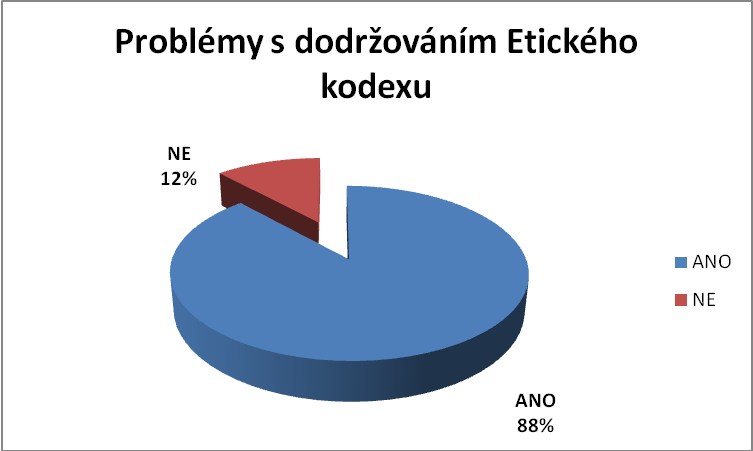 Problémy s dodržováním Etického
kodexu
NE
12%
ANO
NE
ANO
88%